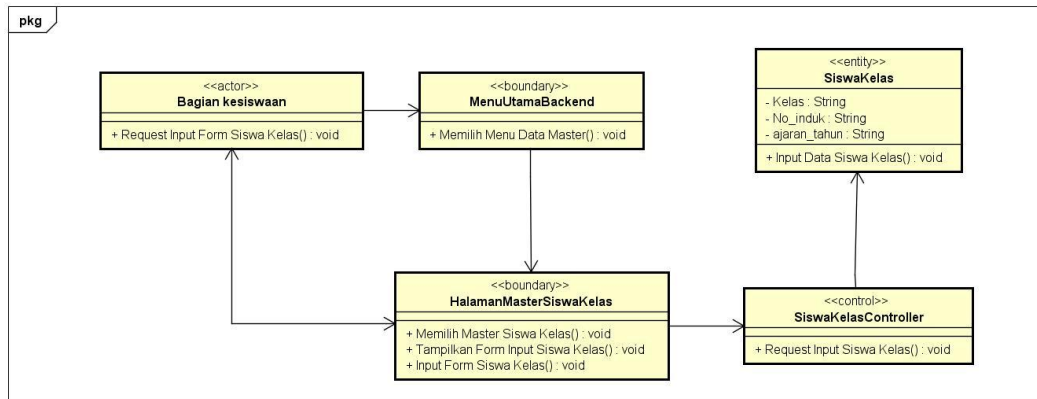 pkg
<<actor>>
Bagian kesiswaan
+ Request Input Form Siswa Kelas() : void
<<boundary>>
MenuUtamaBackend
+ Memilih Menu Data Master() : void
<<entity>>
SiswaKelas
- Kelas : String
- No_induk : String
- ajaran_tahun : String
+ Input Data Siswa Kelas() : void
<<boundary>>
HalamanMasterSiswaKelas
+ Memilih Master Siswa Kelas() : void
+ Tampilkan Form Input Siswa Kelas() : void
+ Input Form Siswa Kelas() : void
<<control>>
SiswaKelasController
+ Request Input Siswa Kelas() : void